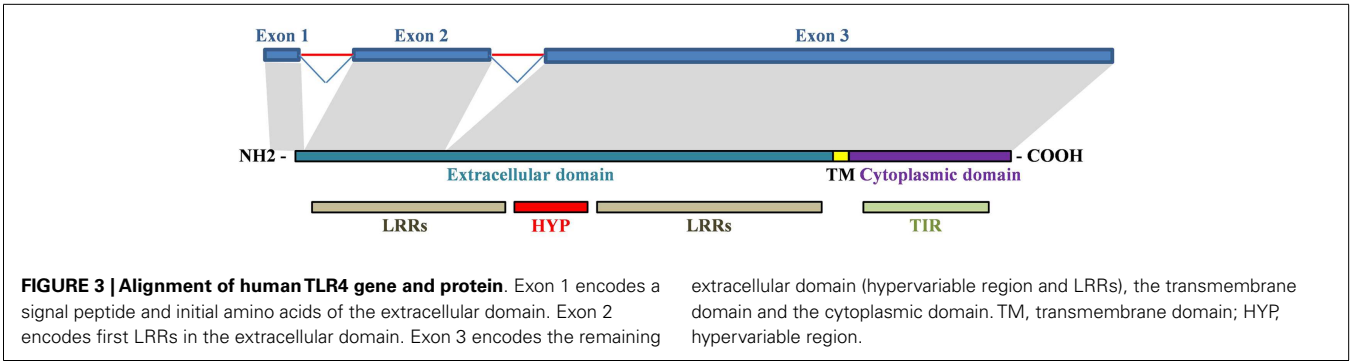 Exon 1
Exon 2
Exon 3
NH2 -
- COOH
Extracellular domain
TM
Cytoplasmic domain
LRRs
HYP
LRRs
TIR
FIGURE 3 | Alignment of human TLR4 gene and protein. Exon 1 encodes a
signal peptide and initial amino acids of the extracellular domain. Exon 2
encodes first LRRs in the extracellular domain. Exon 3 encodes the remaining
extracellular domain (hypervariable region and LRRs), the transmembrane
domain and the cytoplasmic domain. TM, transmembrane domain; HYP,
hypervariable region.